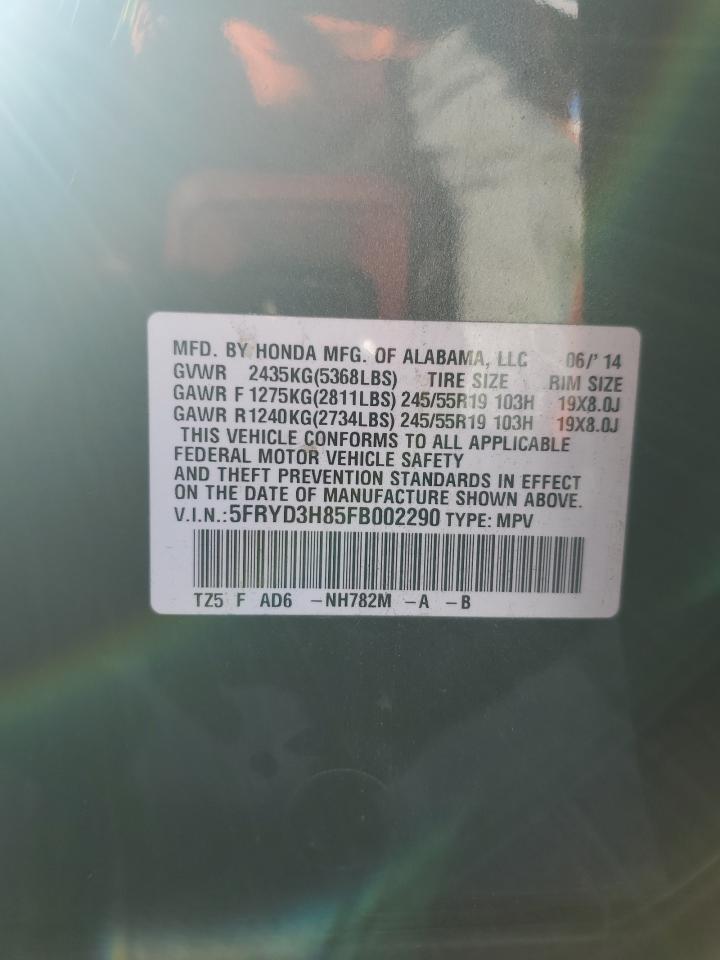 MFD. BY HONDA MFG. OF ALABAMA, LLC 06/'14
GVWR 2435KG(5368LBS) TIRE SIZE RIM SIZE
GAWR F 1275KG(2811LBS) 245/55R19 103H 19X8.0J
GAWR R1240KG(2734LBS) 245/55R19 103H 19X8.0J
THIS VEHICLE CONFORMS TO ALL APPLICABLE
FEDERAL MOTOR VEHICLE SAFETY
AND THEFT PREVENTION STANDARDS IN EFFECT
ON THE DATE OF MANUFACTURE SHOWN ABOVE.
V.I.N.:5FRYD3H85FB002290 TYPE: MPV
TZ5 F AD6 –NH782M –A –B